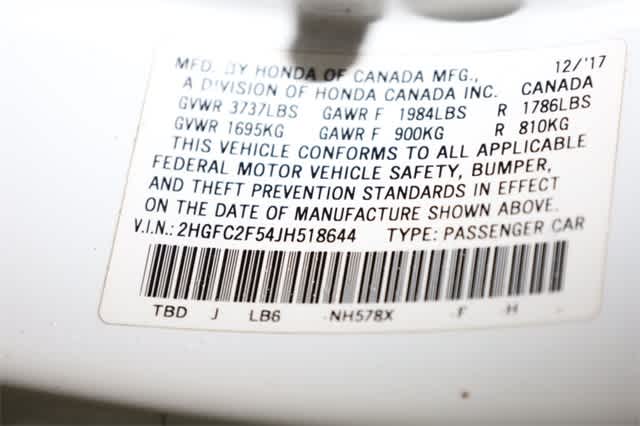 MFD. BY HONDA OF CANADA MFG., 12/'17
A DIVISION OF HONDA CANADA INC. CANADA
GVWR 3737LBS GAWR F 1984LBS R 1786LBS
GVWR 1695KG GAWR F 900KG R 810KG
THIS VEHICLE CONFORMS TO ALL APPLICABLE
FEDERAL MOTOR VEHICLE SAFETY, BUMPER,
AND THEFT PREVENTION STANDARDS IN EFFECT
ON THE DATE OF MANUFACTURE SHOWN ABOVE.
V.I.N.: 2HGFC2F54JH518644 TYPE: PASSENGER CAR
TBD J LB6 -NH578X -F -H -